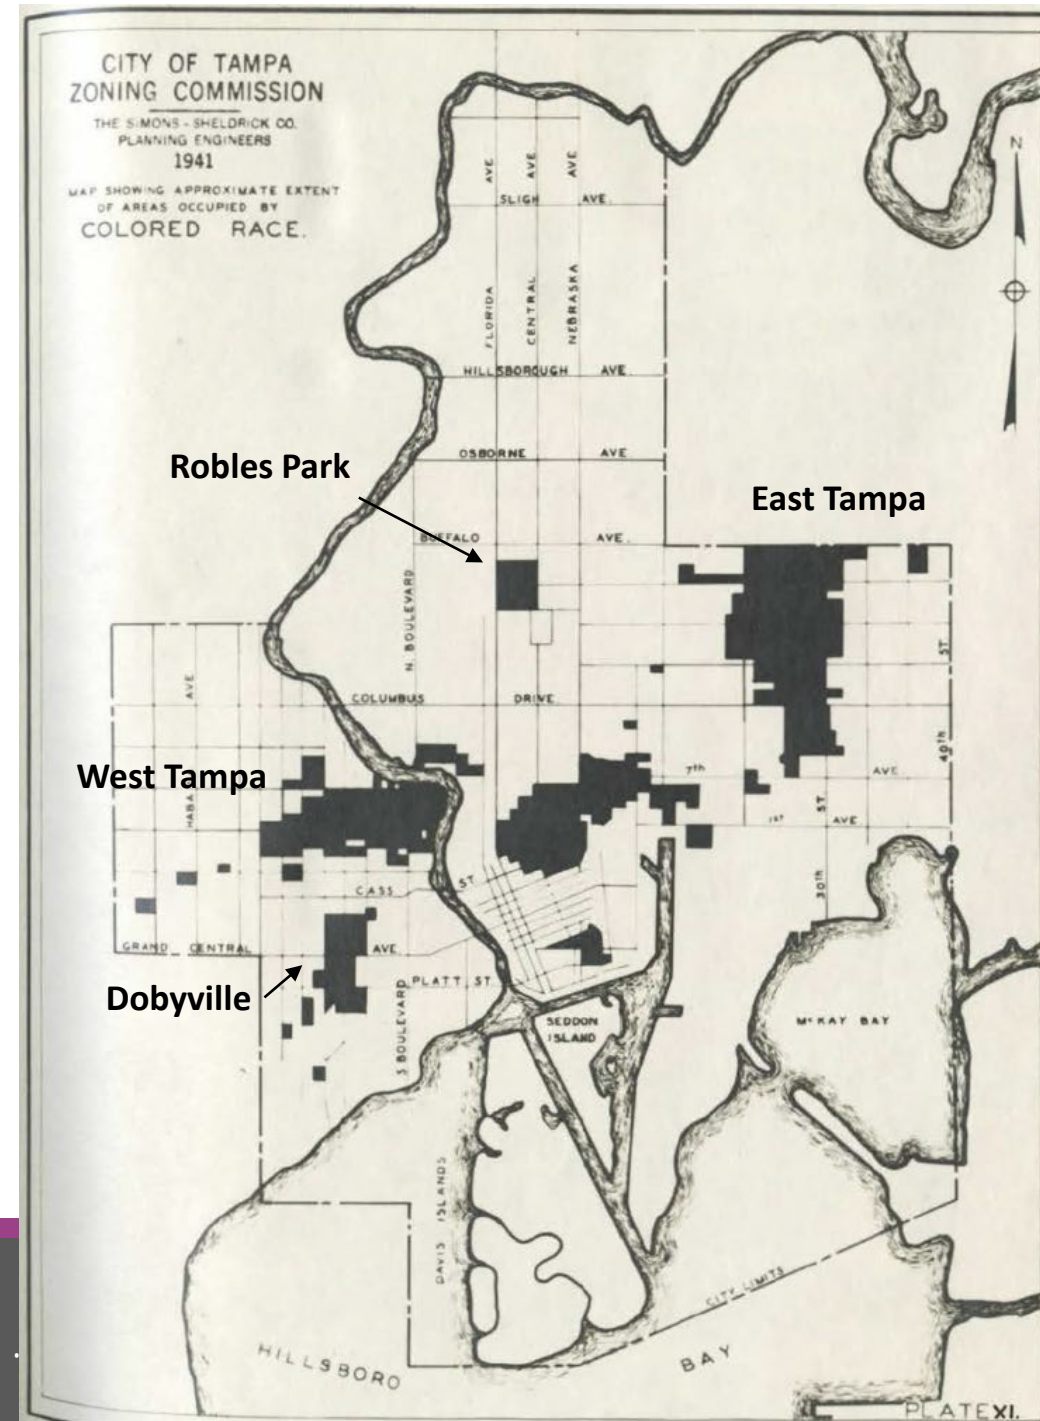 CITY OF TAMPA
ZONING COMMISSION
THE SIMONS-SHELDRICK CO.
PLANNING ENGINEERS
1941
MAP SHOWING APPROXIMATE EXTENT
OF AREAS OCCUPIED BY
COLORED RACE.
N
AVE
AVE
AVE
SLIGH AVE.
FLORIDA
CENTRAL
NEBRASKA
HILLSBOROUGH AVE
OSBORNE AVE
Robles Park
East Tampa
BUFFALO AVE.
N. BOULEVARD
AVE
ST
COLUMBUS DRIVE
40th
West Tampa
7th AVE.
HABA
ST
1st AVE
30th
CASS ST
GRAND CENTRAL AVE.
PLATT ST.
Dobyville
S BOULEVARD
SEDDON
ISLAND
McKAY BAY
DAVIS ISLANDS
CITY LIMITS
HILLSBORO BAY
PLATE XI.